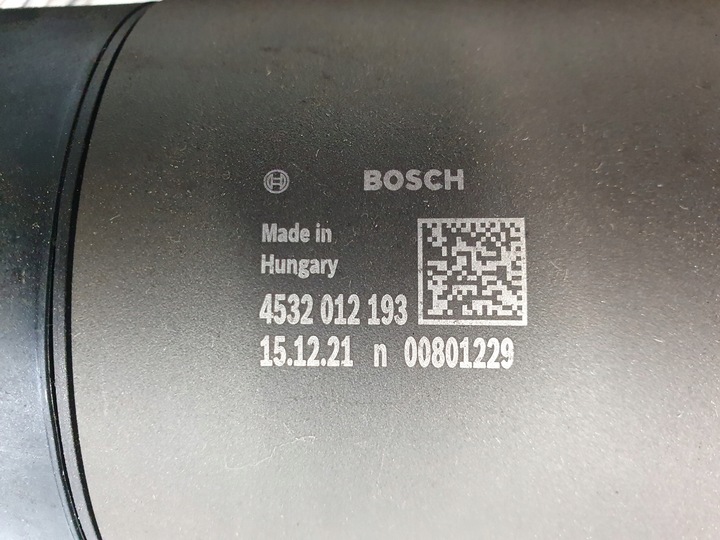 BOSCH
Made in
Hungary
4532 012 193
15.12.21 n 00801229